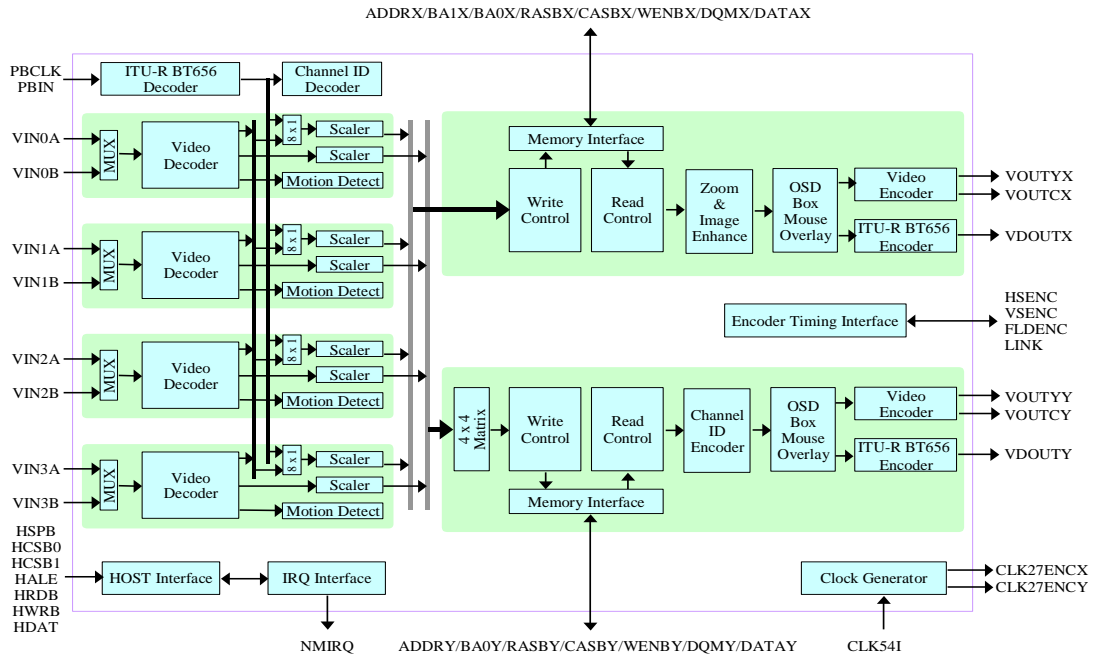 ADDRX/BA1X/BA0X/RASBX/CASBX/WENBX/DQMX/DATAX
PBCLK
PBIN
ITU-R BT656
Decoder
Channel ID
Decoder
VIN0A
VIN0B
MUX
Video
Decoder
8 x 1
Scaler
Scaler
Motion Detect
VIN1A
VIN1B
MUX
Video
Decoder
8 x 1
Scaler
Scaler
Motion Detect
VIN2A
VIN2B
MUX
Video
Decoder
8 x 1
Scaler
Scaler
Motion Detect
VIN3A
VIN3B
MUX
Video
Decoder
8 x 1
Scaler
Scaler
Motion Detect
Memory Interface
Write
Control
Read
Control
Zoom
&
Image
Enhance
OSD
Box
Mouse
Overlay
Video
Encoder
ITU-R BT656
Encoder
VOUTYX
VOUTCX
VDOUTX
Encoder Timing Interface
HSENC
VSENC
FLDENC
LINK
4 x 4
Matrix
Write
Control
Read
Control
Channel
ID
Encoder
OSD
Box
Mouse
Overlay
Video
Encoder
ITU-R BT656
Encoder
Memory Interface
VOUTYY
VOUTCY
VDOUTY
HSPB
HCSB0
HCSB1
HALE
HRDB
HWRB
HDAT
HOST Interface
IRQ Interface
NMIRQ
ADDRY/BA0Y/RASBY/CASBY/WENBY/DQMY/DATAY
Clock Generator
CLK27ENCX
CLK27ENCY
CLK54I